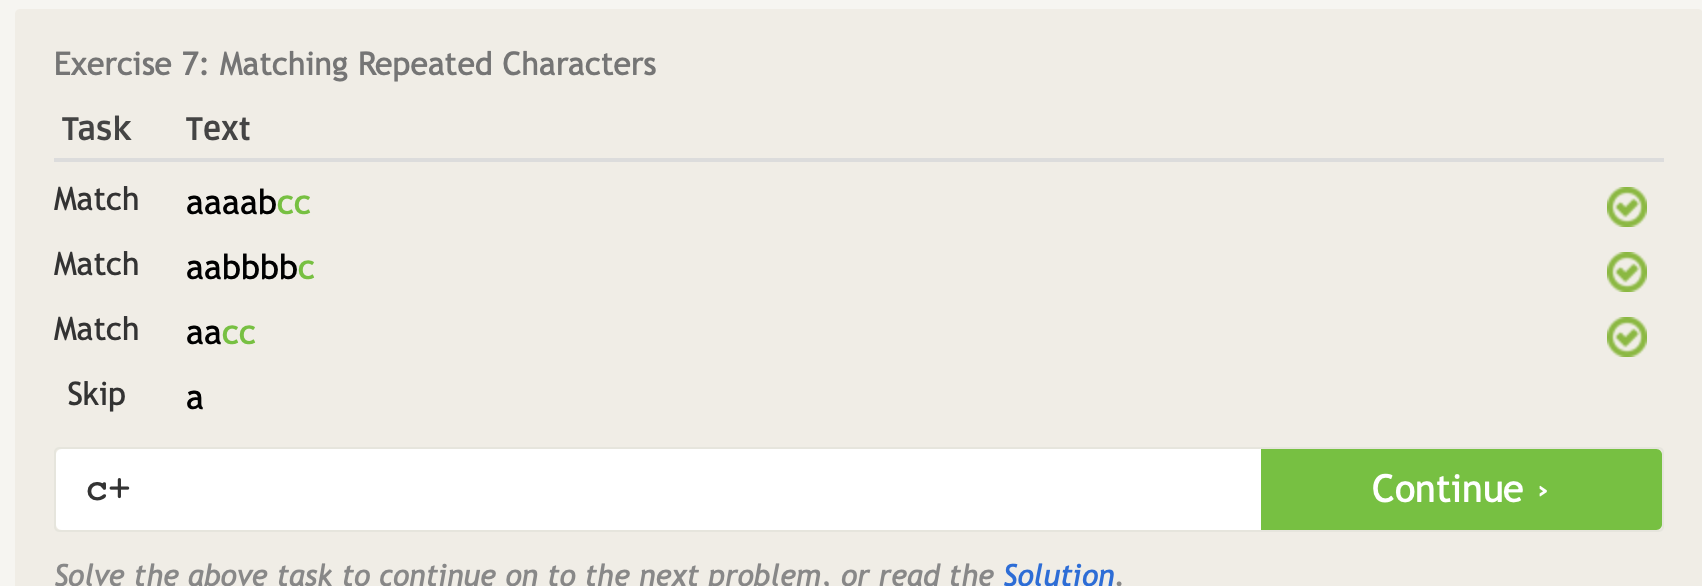 Exercise 7: Matching Repeated Characters
Task Text
Match aaaabcc
Match aabbbbc
Match aacc
Skip a
c+ Continue ›
Solve the above task to continue on to the next problem, or read the Solution.